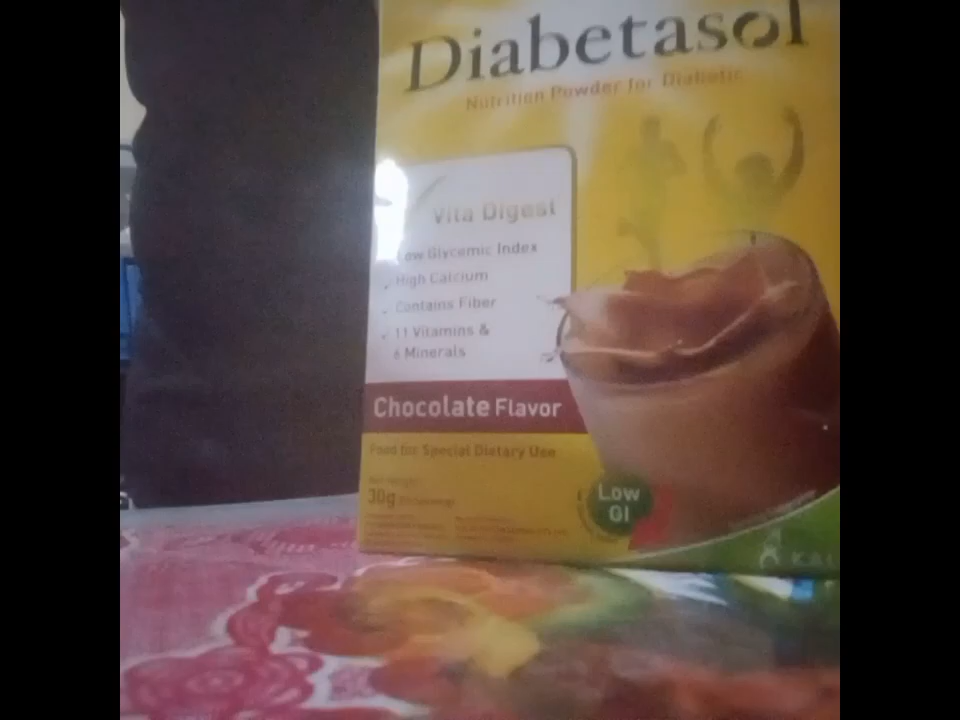 Diabetasol
Nutrition Powder for Diabetic
Vita Digest
Low Glycemic Index
High Calcium
Contains Fiber
11 Vitamins &
6 Minerals
Chocolate Flavor
Food for Special Dietary Use
30g
Low
GI
KAL